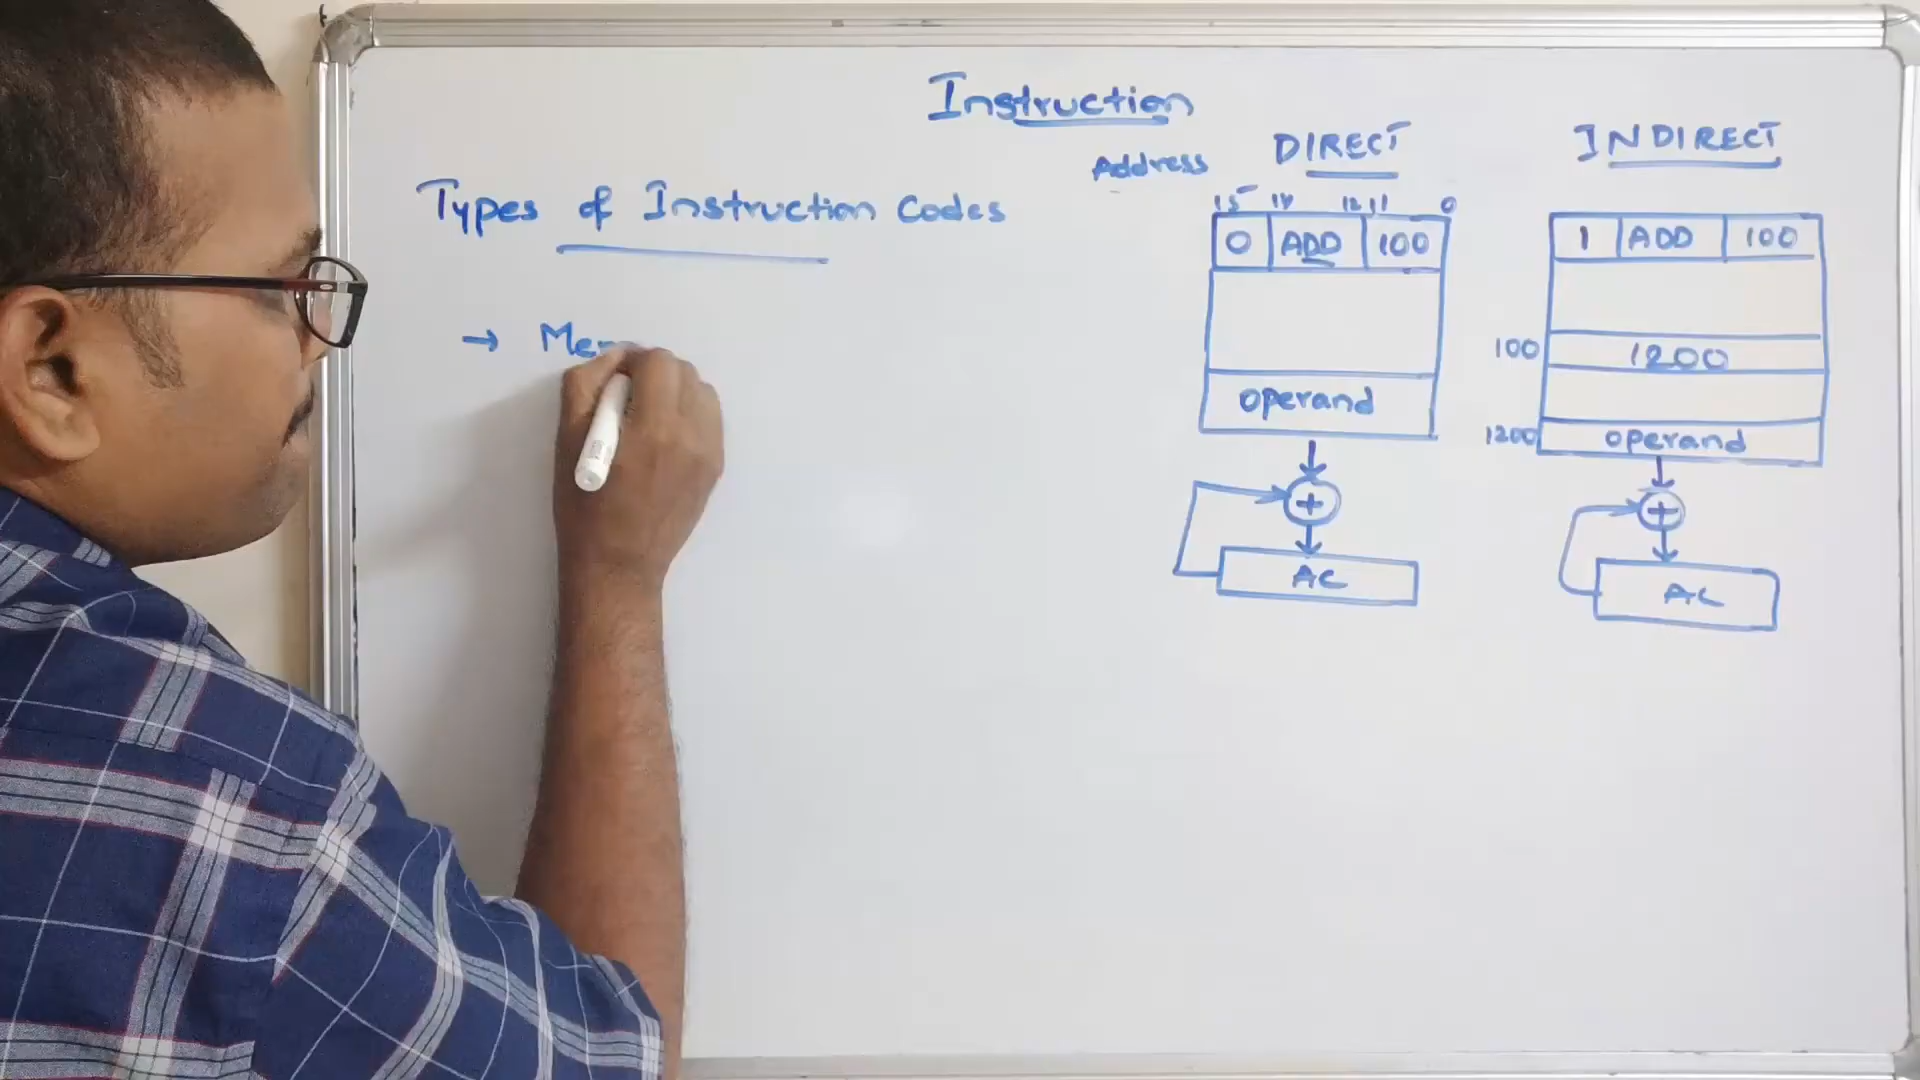 Instruction
Types of Instruction Codes
→
Address DIRECT
15 14 12 11 0
0 ADD 100
operand
+
AC
INDIRECT
1 ADD 100
100 1200
1200 operand
+
AC